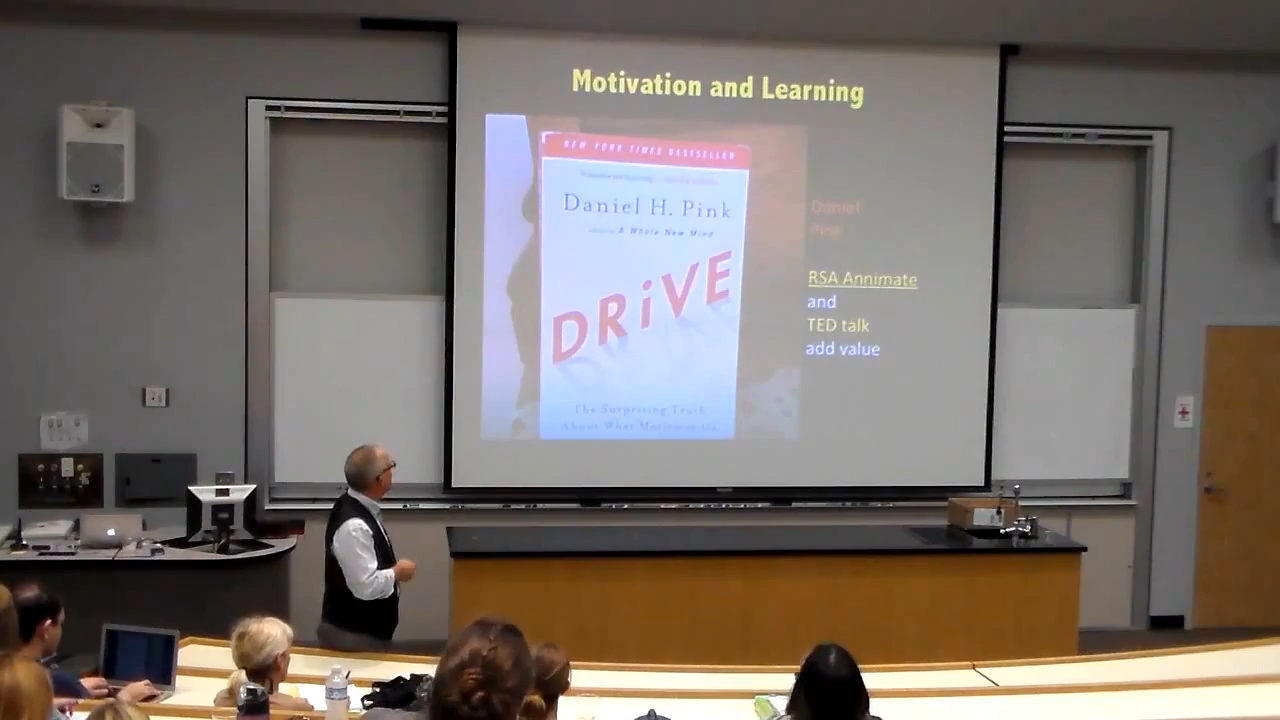 Motivation and Learning
NEW YORK TIMES BESTSELLER
Daniel H. Pink
A Whole New Mind
DRiVE
The Surprising Truth
About What Motivates Us
Daniel
Pink
RSA Annimate
and
TED talk
add value